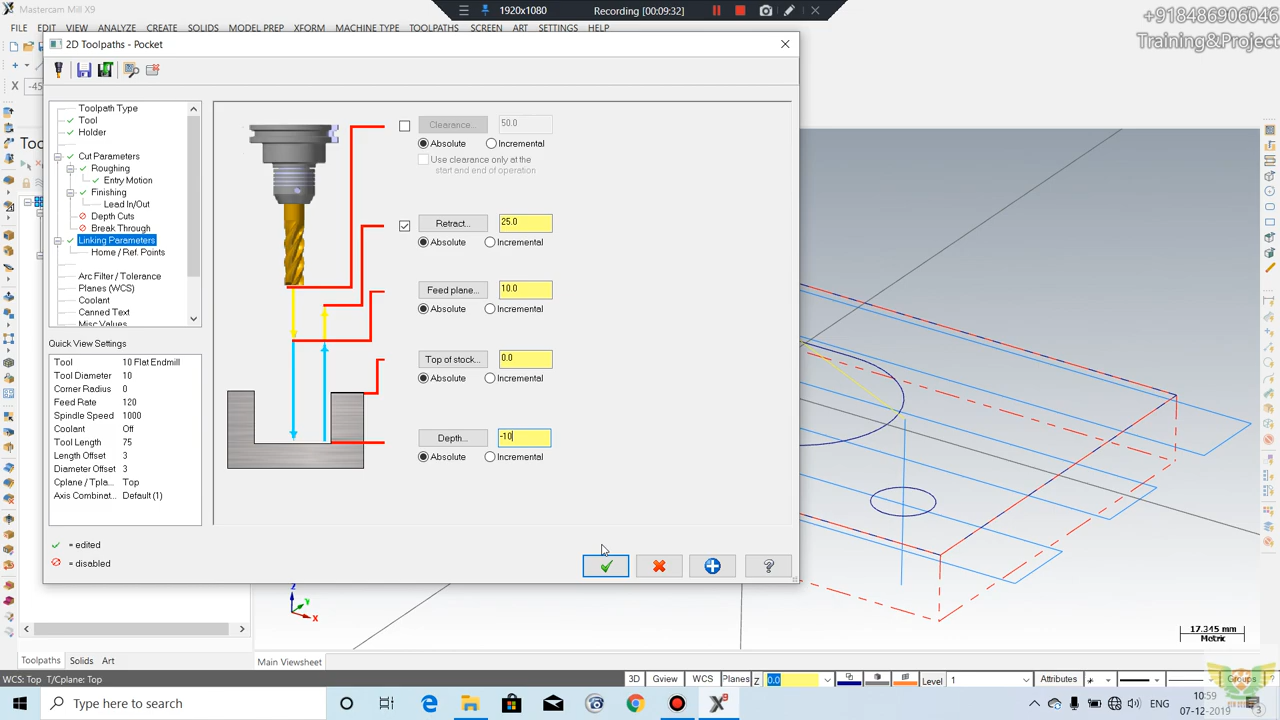 Mastercam Mill X9
1920x1080
Recording [00:09:32]
+918486906046
Training&Project
FILE EDIT VIEW ANALYZE CREATE SOLIDS MODEL PREP XFORM MACHINE TYPE TOOLPATHS SCREEN ART SETTINGS HELP
2D Toolpaths - Pocket
X
Toolpath Type
Tool
Holder
Cut Parameters
Roughing
Entry Motion
Finishing
Lead In/Out
Depth Cuts
Break Through
Linking Parameters
Home / Ref. Points
Arc Filter / Tolerance
Planes (WCS)
Coolant
Canned Text
Misc Values
Clearance... 50.0
Absolute Incremental
Use clearance only at the
start and end of operation
Retract... 25.0
Absolute Incremental
Feed plane... 10.0
Absolute Incremental
Top of stock... 0.0
Absolute Incremental
Depth... -10
Absolute Incremental
Quick View Settings
Tool 10 Flat Endmill
Tool Diameter 10
Corner Radius 0
Feed Rate 120
Spindle Speed 1000
Coolant Off
Tool Length 75
Length Offset 3
Diameter Offset 3
Cplane / Tpla... Top
Axis Combinat... Default (1)
= edited
= disabled
Z Y X
17.345 mm
Metric
Toolpaths Solids Art
Main Viewsheet
WCS: Top T/Cplane: Top
3D Gview WCS Planes Z 0.0 Level 1 Attributes Groups ?
Type here to search
10:59
07-12-2019
3